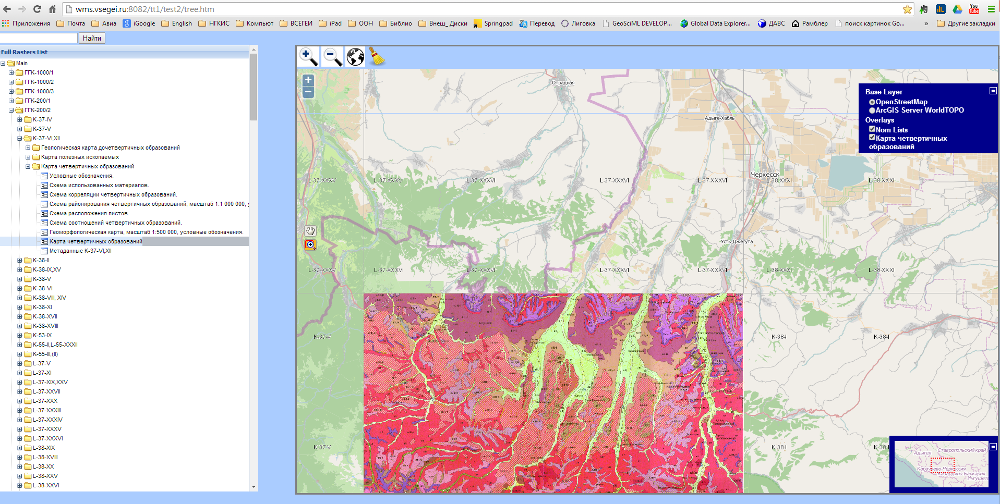 wms.vsegei.ru:8082/tt1/test2/tree.htm
Приложения Почта Авиа iGoogle English НГКИС Компьют ВСЕГЕИ iPad ООН Библио Внеш_ Диски Springpad Перевод Лиговка GeoSciML DEVELOP... Global Data Explorer... ДАВС Рамблер поиск картинок Go... » Другие закладки
Найти
Full Rasters List
Main
ГГК-1000/1
ГГК-1000/2
ГГК-1000/3
ГГК-200/1
ГГК-200/2
K-37-IV
K-37-V
K-37-VI,XII
Геологическая карта дочетвертичных образований
Карта полезных ископаемых
Карта четвертичных образований
Условные обозначения.
Схема использованных материалов.
Схема корреляции четвертичных образований.
Схема районирования четвертичных образований, масштаб 1:1 000 000, у
Схема расположения листов.
Схема соотношений четвертичных образований.
Геоморфологическая карта, масштаб 1:500 000, условные обозначения.
Карта четвертичных образований
Метаданные K-37-VI,XII
K-38-II
K-38-IX,XV
K-38-V
K-38-VI
K-38-VIII, XIV
K-38-XI
K-38-XVII
K-38-XVIII
K-53-IX
K-55-II,L-55-XXXII
K-55-III,(II)
L-37-V
L-37-XI
L-37-XIX,XXV
L-37-XXVII
L-37-XXX
L-37-XXXIII
L-37-XXXIV
L-37-XXXV
L-37-XXXVI
L-38-XIX
L-38-XVIII
L-38-XX
L-38-XXV
L-38-XXVI
Отрадная
Адыге-Хабль
Base Layer
OpenStreetMap
ArcGIS Server WorldTOPO
Overlays
Nom Lists
Карта четвертичных
образований
Черкесск
L-37-XXXV L-37-XXXVI L-37-XXXVI L-37-XXXVI L-37-XXXVI L-38-XXXI L-38-XXXI
Усть-Джегута
L-37-XXXV L-37-XXXVI L-37-XXXVI L-37-XXXVI L-37-XXXVI L-38-XXXI L-38-XXXI
K-37-V K-38-I K-38-I
K-37-V K-38-I K-38-I
Ставропольский край
Адыгея
Карачаево-Черкессия
Кабардино-Балкария
Ингушети